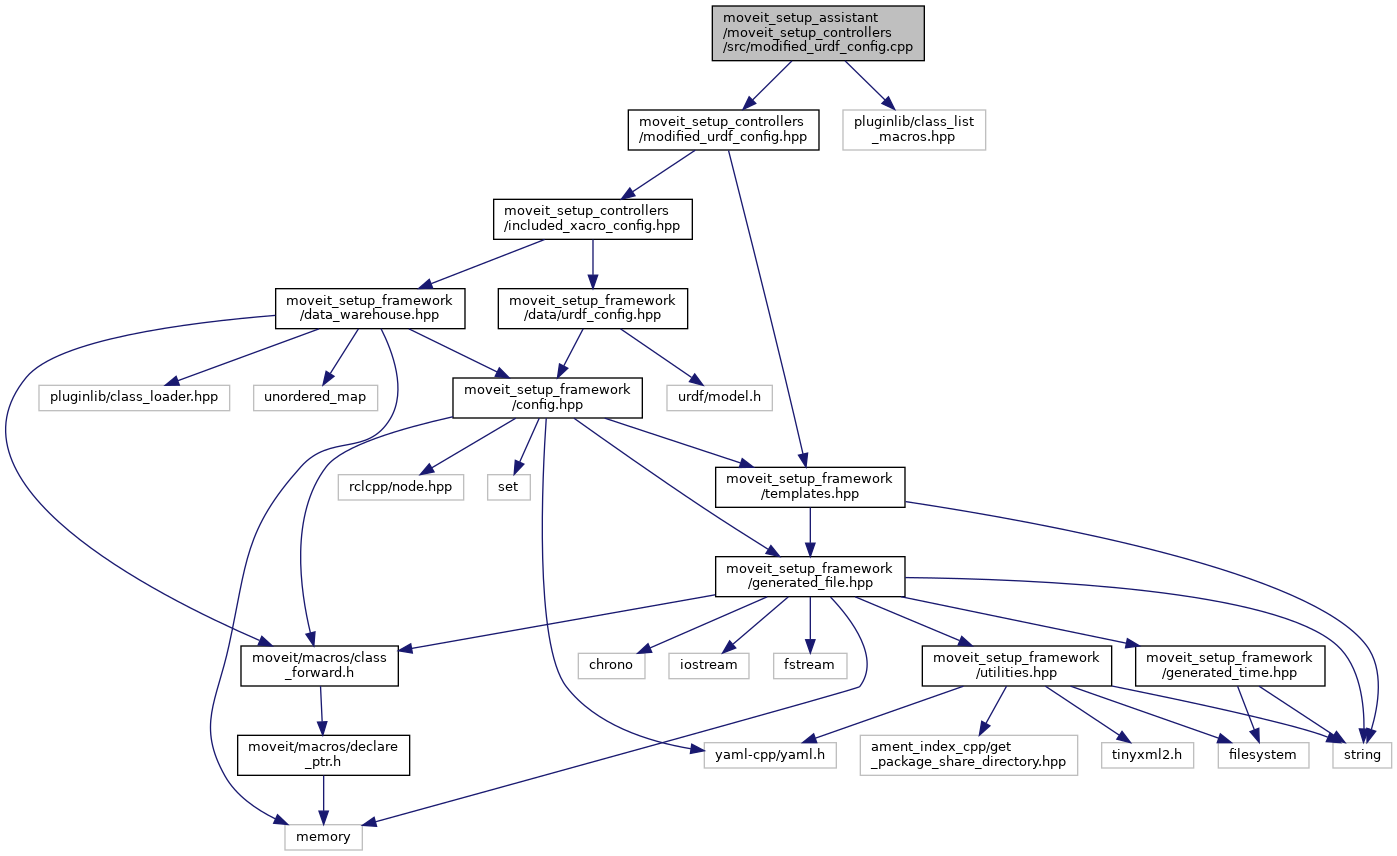 moveit_setup_assistant
/moveit_setup_controllers
/src/modified_urdf_config.cpp
moveit_setup_controllers
/modified_urdf_config.hpp
pluginlib/class_list
_macros.hpp
moveit_setup_controllers
/included_xacro_config.hpp
moveit_setup_framework
/data_warehouse.hpp
moveit_setup_framework
/data/urdf_config.hpp
pluginlib/class_loader.hpp
unordered_map
moveit_setup_framework
/config.hpp
urdf/model.h
rclcpp/node.hpp
set
moveit_setup_framework
/templates.hpp
moveit_setup_framework
/generated_file.hpp
moveit/macros/class
_forward.h
chrono
iostream
fstream
moveit_setup_framework
/utilities.hpp
moveit_setup_framework
/generated_time.hpp
moveit/macros/declare
_ptr.h
yaml-cpp/yaml.h
ament_index_cpp/get
_package_share_directory.hpp
tinyxml2.h
filesystem
string
memory